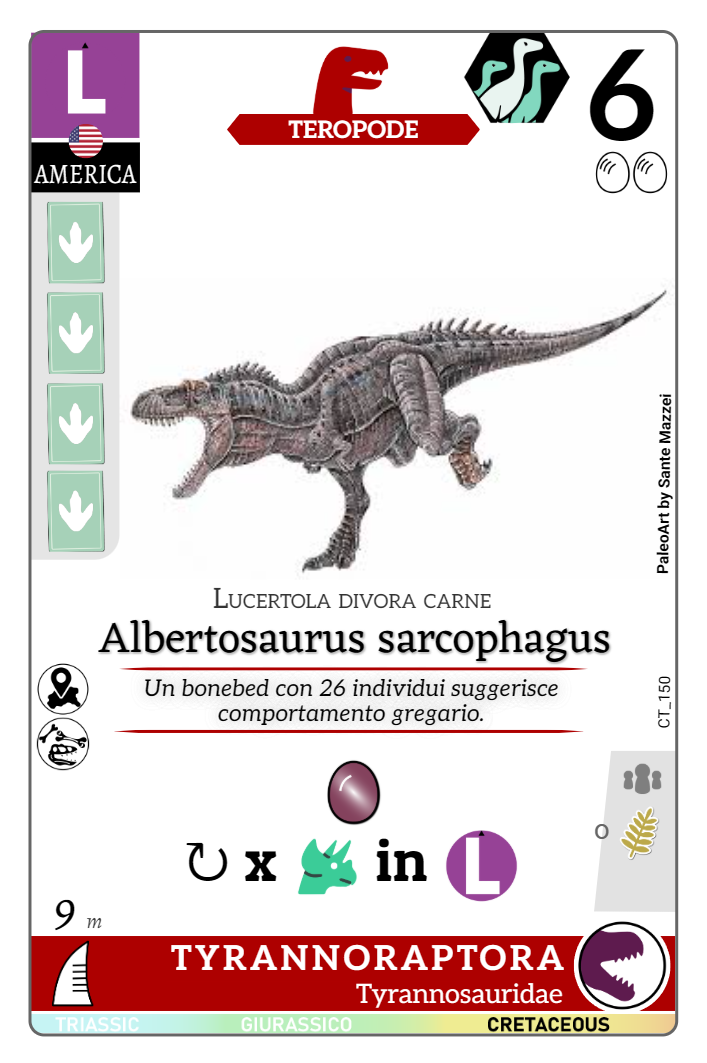 L
AMERICA
TEROPODE
6
PaleoArt by Sante Mazzei
Lucertola divora carne
Albertosaurus sarcophagus
Un bonebed con 26 individui suggerisce
comportamento gregario.
CT_150
o
x in L
9 m
TYRANNORAPTORA
Tyrannosauridae
TRIASSIC GIURASSICO CRETACEOUS